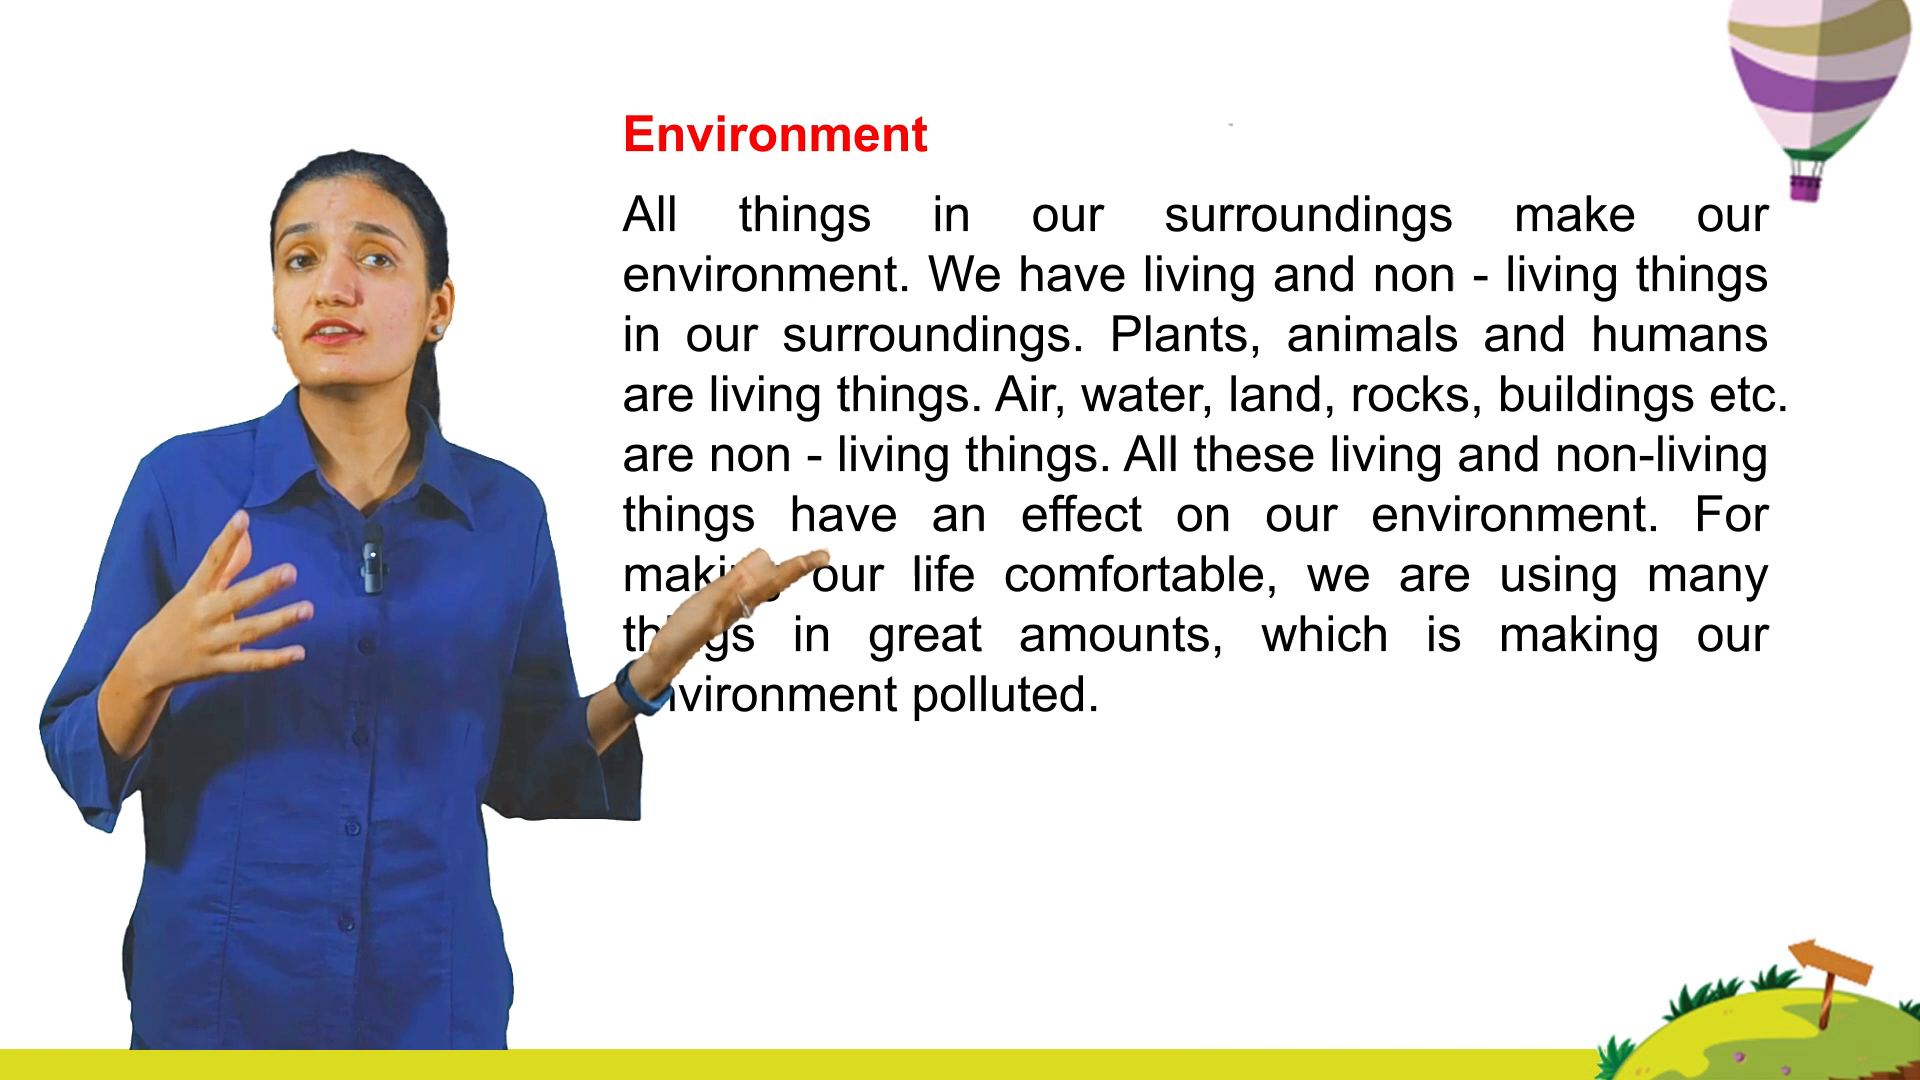 Environment
All things in our surroundings make our
environment. We have living and non - living things
in our surroundings. Plants, animals and humans
are living things. Air, water, land, rocks, buildings etc.
are non - living things. All these living and non-living
things have an effect on our environment. For
making our life comfortable, we are using many
things in great amounts, which is making our
environment polluted.